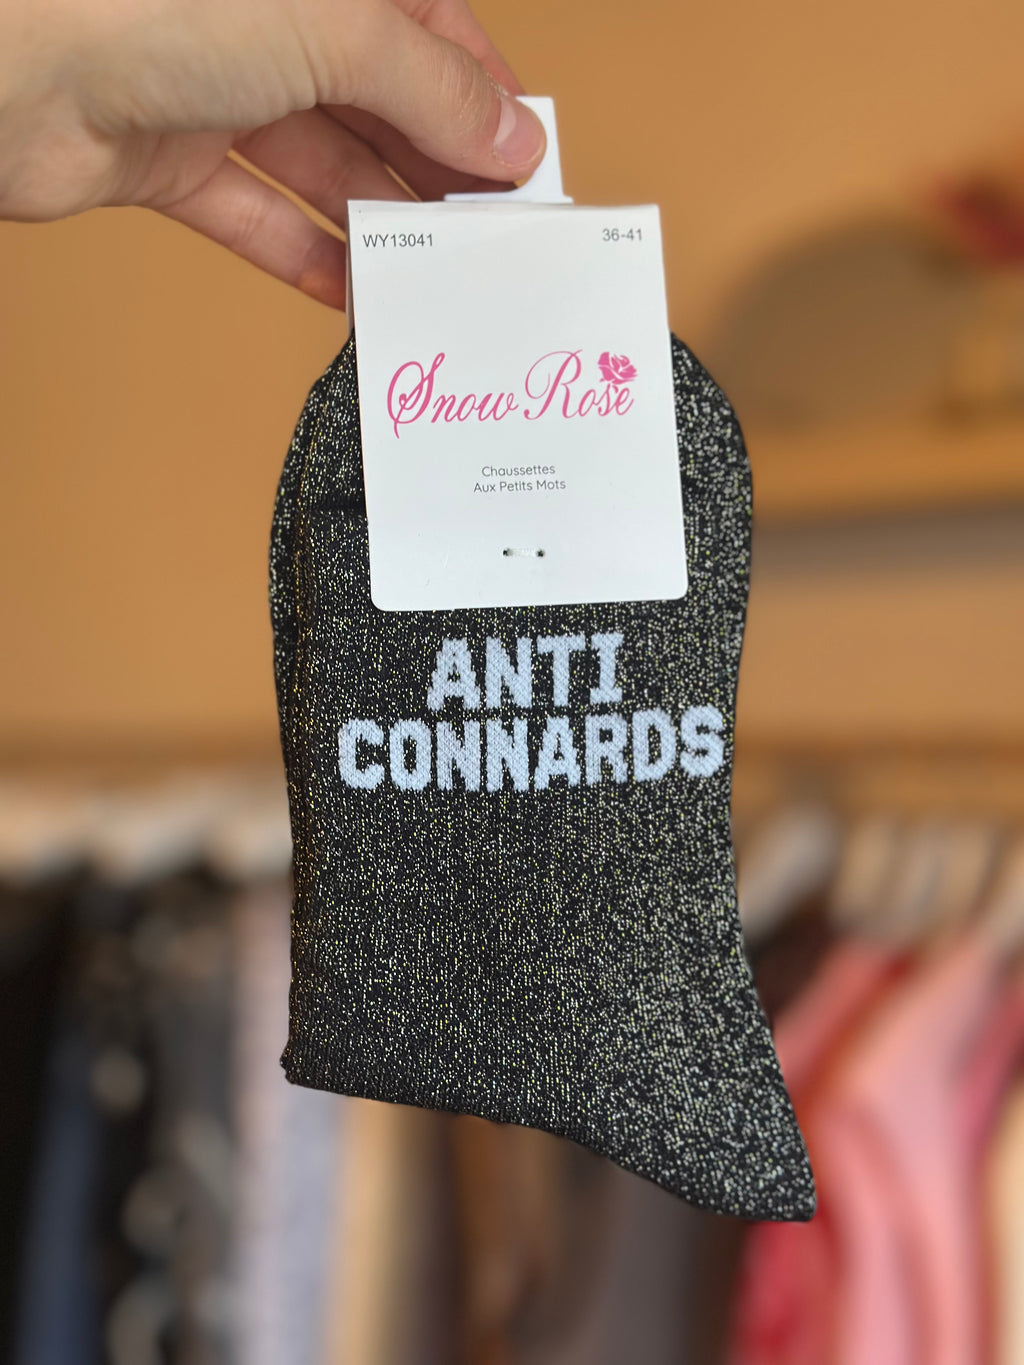 WY13041 36-41
Snow Rose
Chaussettes
Aux Petits Mots
ANTI
CONNARDS